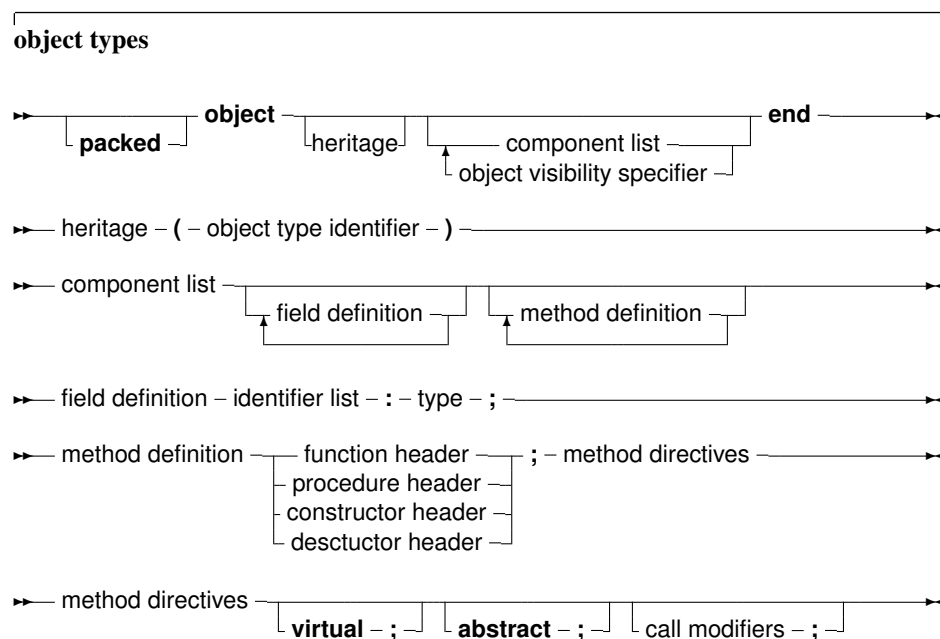 object types
packed object heritage component list end
object visibility specifier
heritage – ( – object type identifier – )
component list field definition method definition
field definition – identifier list – : – type – ;
method definition function header ; – method directives
procedure header
constructor header
desctuctor header
method directives virtual – ; abstract – ; call modifiers – ;